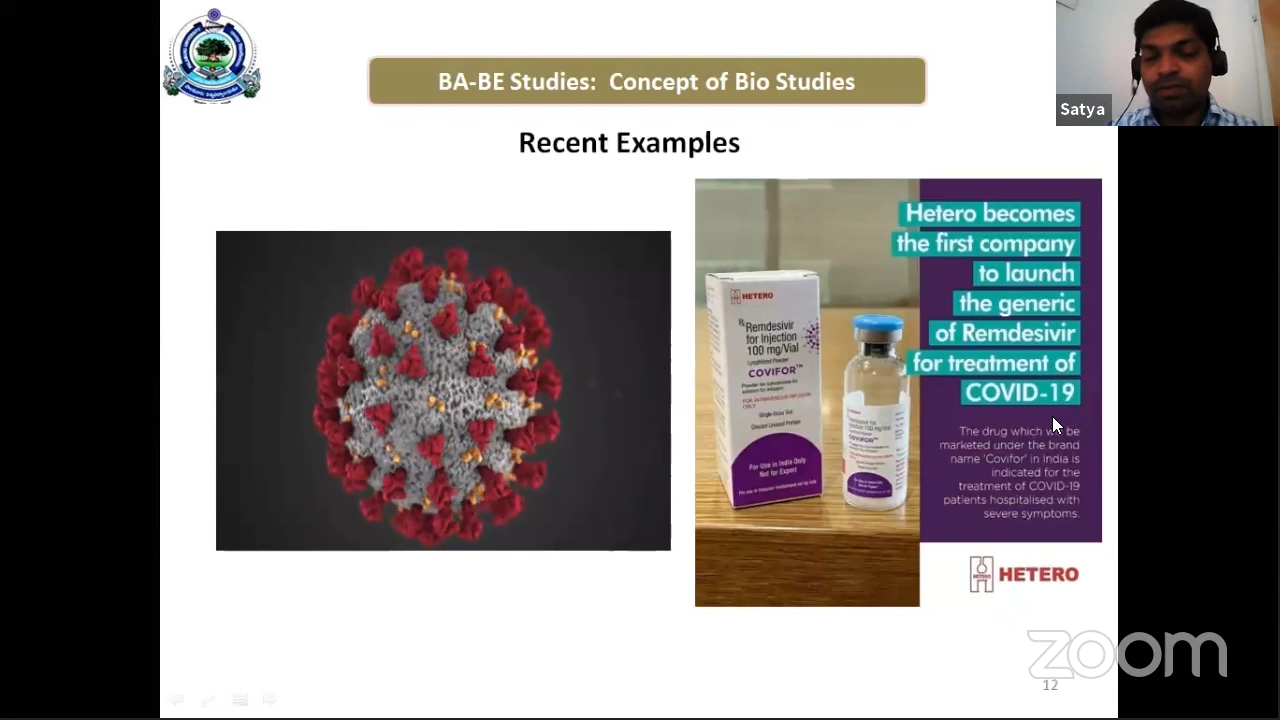 BA-BE Studies: Concept of Bio Studies
Satya
Recent Examples
Hetero becomes
the first company
to launch
the generic
of Remdesivir
for treatment of
COVID-19
The drug which will be
marketed under the brand
name 'Covifor' in India is
indicated for the
treatment of COVID-19
patients hospitalised with
severe symptoms.
HETERO
Rx Remdesivir
for Injection
100 mg/Vial
Lyophilized Powder
COVIFOR™
Powder for concentrate for
solution for infusion
FOR INTRAVENOUS INFUSION
ONLY
Single-Dose Vial
Discard Unused Portion
For Use in India Only
Not for Export
COVIFOR™
HETERO
HETERO
zoom
12